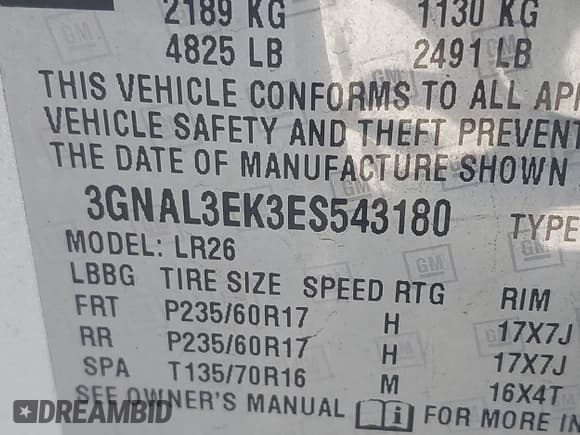 2189 KG 1130 KG
4825 LB 2491 LB
THIS VEHICLE CONFORMS TO ALL
VEHICLE SAFETY AND THEFT
THE DATE OF MANUFACTURE SHOWN
3GNAL3EK3ES543180 TYPE
MODEL: LR26
LBBG TIRE SIZE SPEED RTG RIM
FRT P235/60R17 H 17X7J
RR P235/60R17 H 17X7J
SPA T135/70R16 M 16X4T
SEE OWNER'S MANUAL i FOR MORE
GM
DREAMBID